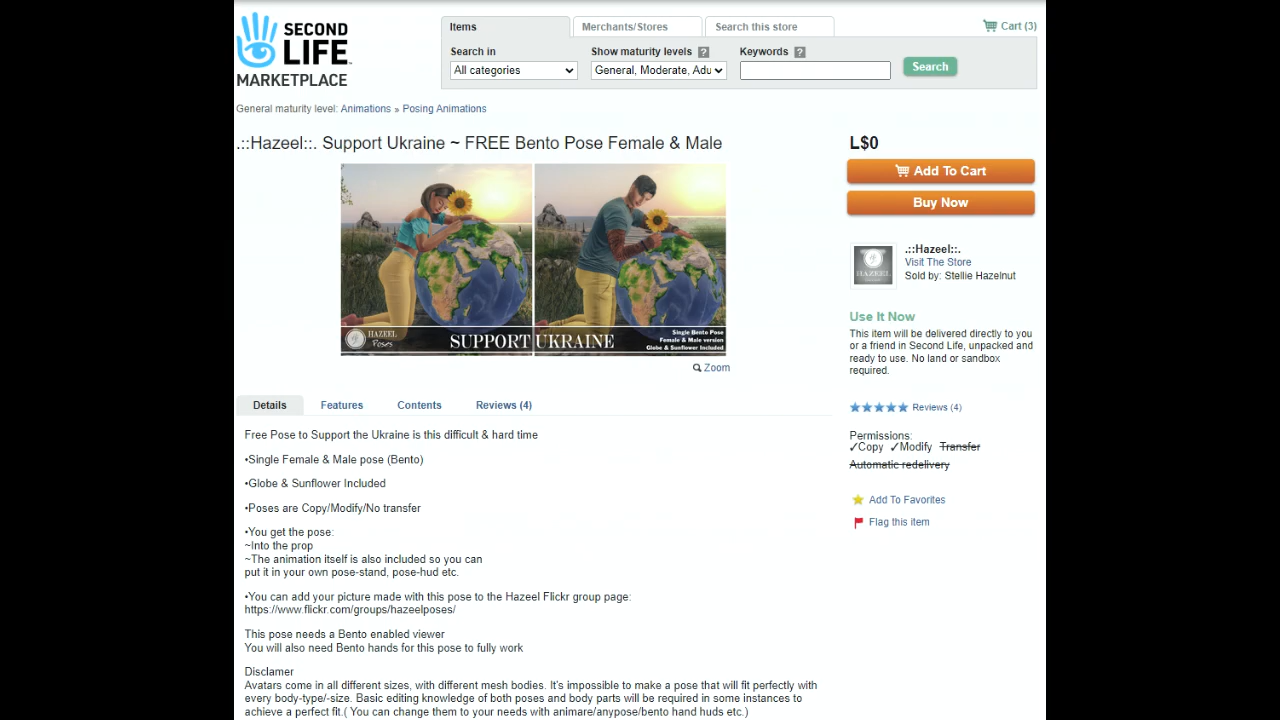 SECOND
LIFE
MARKETPLACE
Items
Merchants/Stores
Search this store
Cart (3)
Search in
Show maturity levels ?
Keywords ?
All categories
General, Moderate, Adu
Search
General maturity level: Animations » Posing Animations
.::Hazeel::. Support Ukraine ~ FREE Bento Pose Female & Male
L$0
Add To Cart
Buy Now
HAZEEL
Poses
SUPPORT UKRAINE
Single Bento Pose
Female & Male version
Globe & Sunflower Included
Zoom
HAZEEL
.::Hazeel::.
Visit The Store
Sold by: Stellie Hazelnut
Use It Now
This item will be delivered directly to you
or a friend in Second Life, unpacked and
ready to use. No land or sandbox
required.
Reviews (4)
Permissions:
✓Copy ✓Modify Transfer
Automatic redelivery
Add To Favorites
Flag this item
Details
Features
Contents
Reviews (4)
Free Pose to Support the Ukraine is this difficult & hard time
•Single Female & Male pose (Bento)
•Globe & Sunflower Included
•Poses are Copy/Modify/No transfer
•You get the pose:
~Into the prop
~The animation itself is also included so you can
put it in your own pose-stand, pose-hud etc.
•You can add your picture made with this pose to the Hazeel Flickr group page:
https://www.flickr.com/groups/hazeelposes/
This pose needs a Bento enabled viewer
You will also need Bento hands for this pose to fully work
Disclamer
Avatars come in all different sizes, with different mesh bodies. It's impossible to make a pose that will fit perfectly with
every body-type/-size. Basic editing knowledge of both poses and body parts will be required in some instances to
achieve a perfect fit.( You can change them to your needs with animare/anypose/bento hand huds etc.)